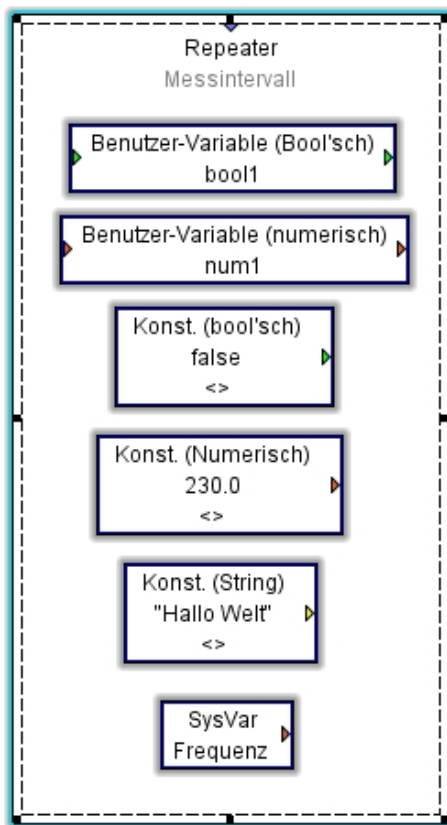 Repeater
Messintervall
Benutzer-Variable (Bool'sch)
bool1
Benutzer-Variable (numerisch)
num1
Konst. (bool'sch)
false
<>
Konst. (Numerisch)
230.0
<>
Konst. (String)
"Hallo Welt"
<>
SysVar
Frequenz